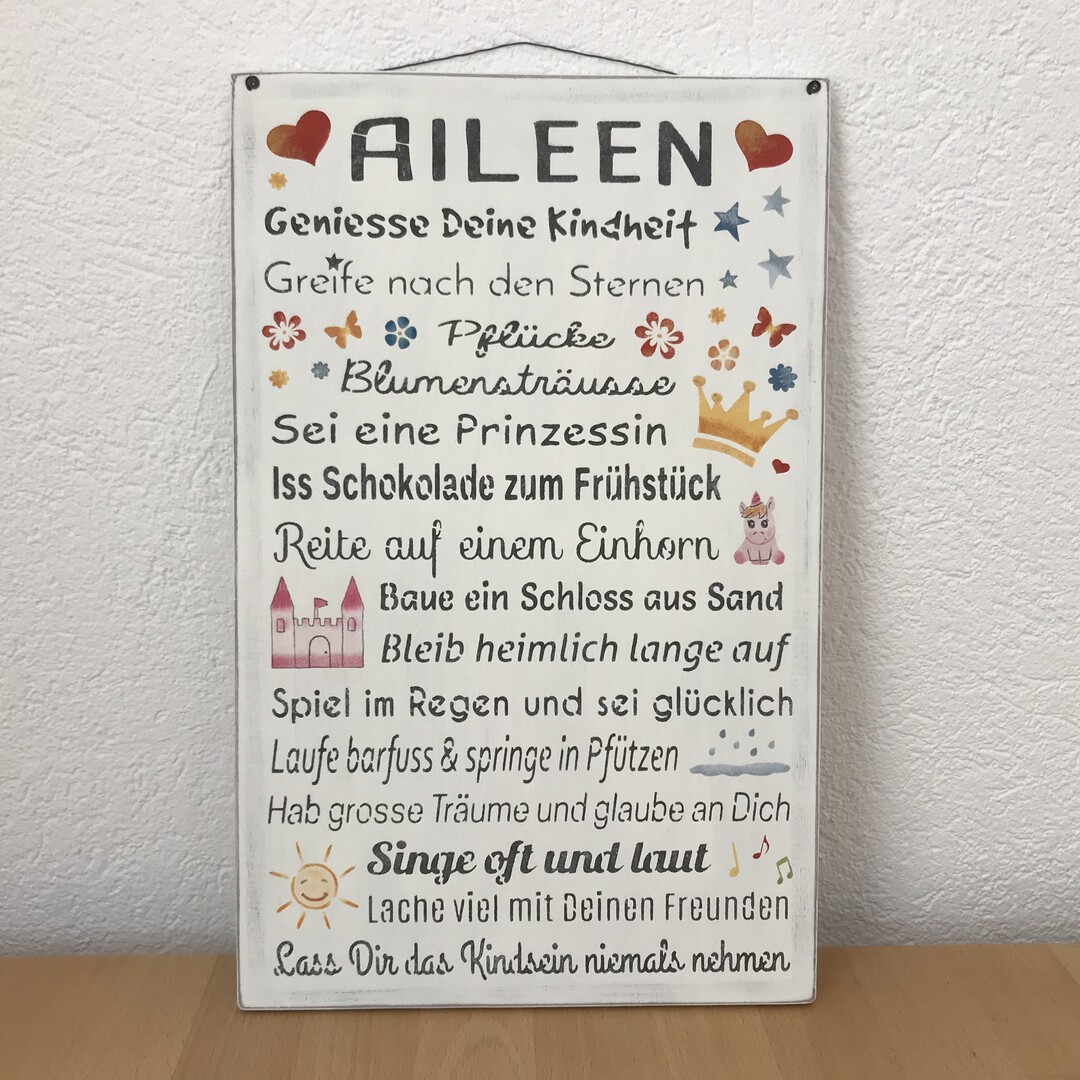 AILEEN
Geniesse Deine Kindheit
Greife nach den Sternen
Pflücke
Blumensträusse
Sei eine Prinzessin
Iss Schokolade zum Frühstück
Reite auf einem Einhorn
Baue ein Schloss aus Sand
Bleib heimlich lange auf
Spiel im Regen und sei glücklich
Laufe barfuss & springe in Pfützen
Hab grosse Träume und glaube an Dich
Singe oft und laut
Lache viel mit Deinen Freunden
Lass Dir das Kindsein niemals nehmen